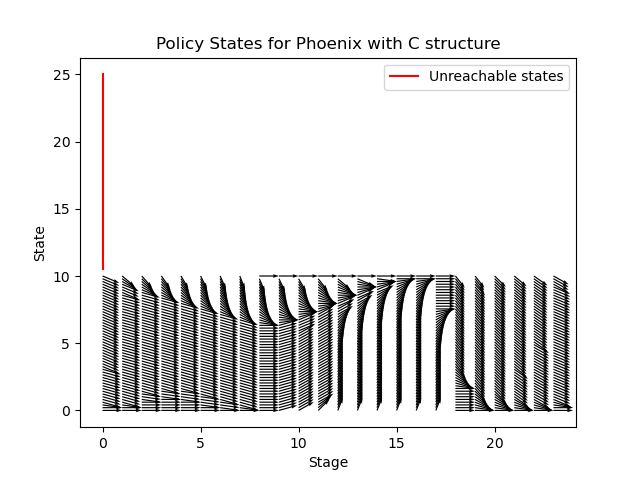 Policy States for Phoenix with C structure
Unreachable states
25
20
15
10
5
0
State
0 5 10 15 20
Stage